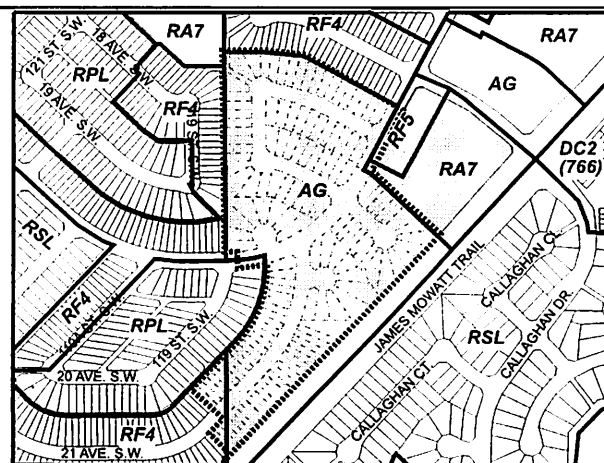 RA7
RF4
RA7
18 AVE. S.W.
121 ST. S.W.
RPL
RF4
19 AVE. S.W.
AG
RF5
RA7
AG
DC2
(766)
RSL
RF4
RPL
119 ST. S.W.
20 AVE. S.W.
RF4
21 AVE. S.W.
JAMES MOWATT TRAIL
CALLAGHAN CL
CALLAGHAN DR
RSL
CALLAGHAN CT